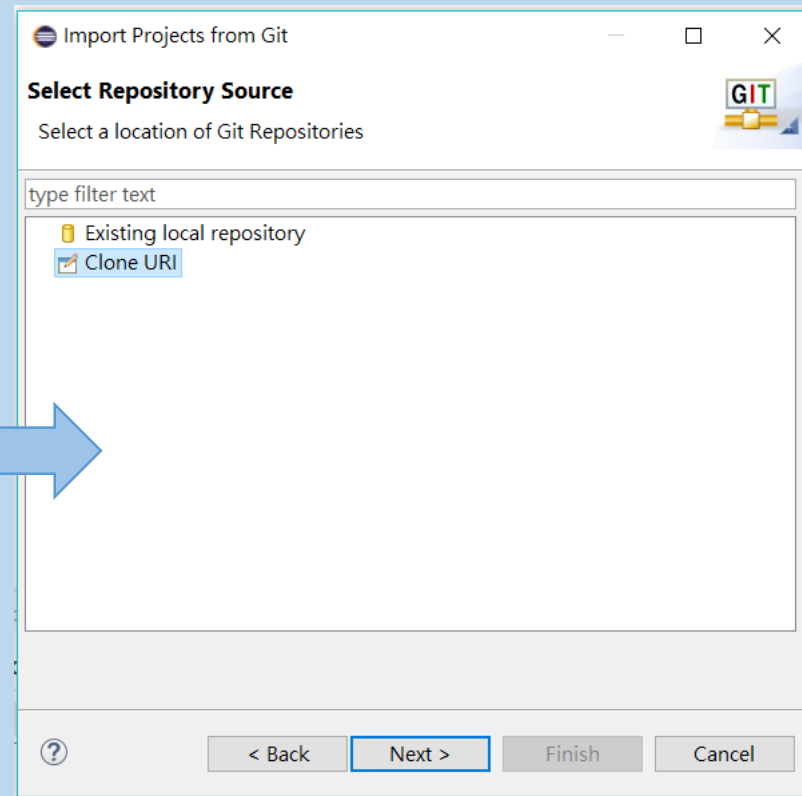 Import Projects from Git
Select Repository Source
GIT
Select a location of Git Repositories
type filter text
Existing local repository
Clone URI
? < Back Next > Finish Cancel